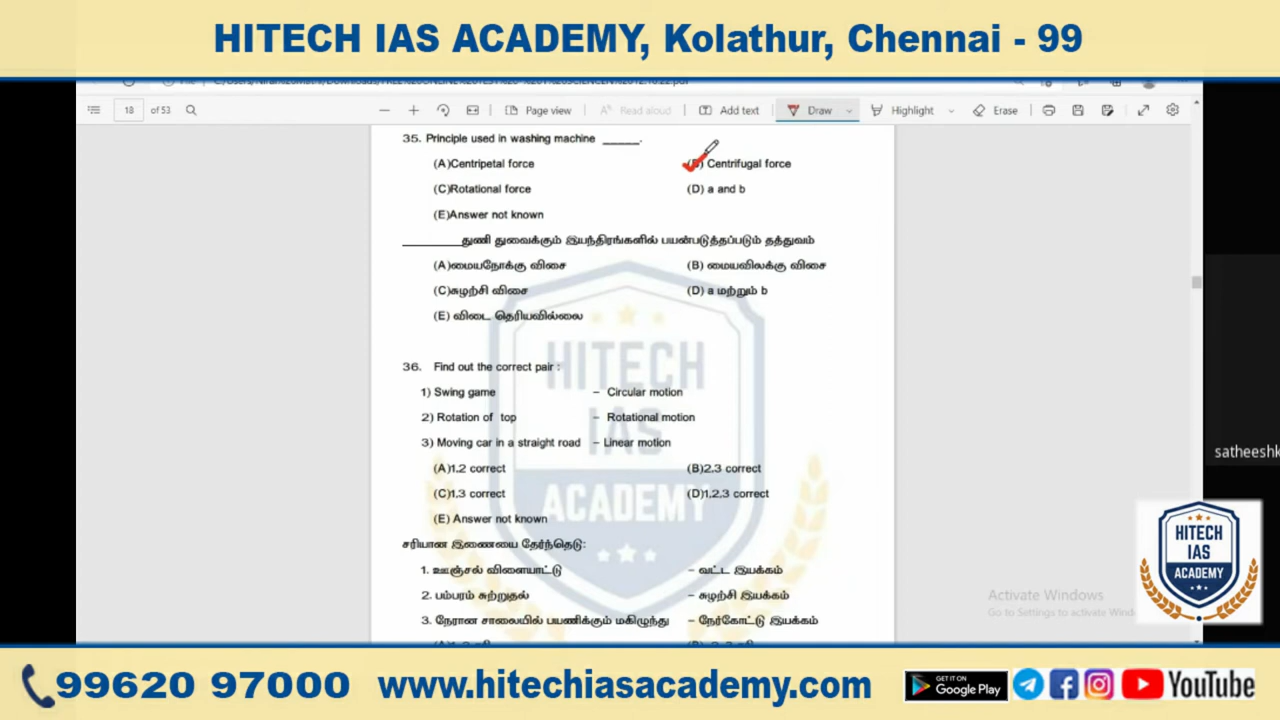 HITECH IAS ACADEMY, Kolathur, Chennai - 99
18 of 53
Page view
Read aloud
Add text
Draw
Highlight
Erase
35. Principle used in washing machine _____.
(A)Centripetal force
(B) Centrifugal force
(C)Rotational force
(D) a and b
(E)Answer not known
_________துணி துவைக்கும் இயந்திரங்களில் பயன்படுத்தப்படும் தத்துவம்
(A)மையநோக்கு விசை
(B) மையவிலக்கு விசை
(C)சுழற்சி விசை
(D) a மற்றும் b
(E) விடை தெரியவில்லை
36. Find out the correct pair :
1) Swing game – Circular motion
2) Rotation of top – Rotational motion
3) Moving car in a straight road – Linear motion
(A)1,2 correct
(B)2,3 correct
(C)1,3 correct
(D)1,2,3 correct
(E) Answer not known
சரியான இணையை தேர்ந்தெடு:
1. ஊஞ்சல் விளையாட்டு – வட்ட இயக்கம்
2. பம்பரம் சுற்றுதல் – சுழற்சி இயக்கம்
3. நேரான சாலையில் பயணிக்கும் மகிழுந்து – நேர்கோட்டு இயக்கம்
HITECH
IAS
ACADEMY
satheeshk
HITECH
IAS
ACADEMY
Activate Windows
Go to Settings to activate Wind
99620 97000
www.hitechiasacademy.com
GET IT ON
Google Play
YouTube